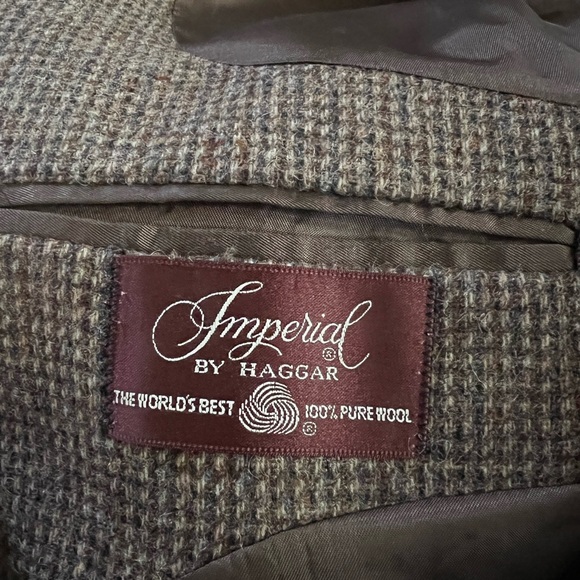 Imperial®
BY HAGGAR
THE WORLD'S BEST 100% PURE WOOL
®